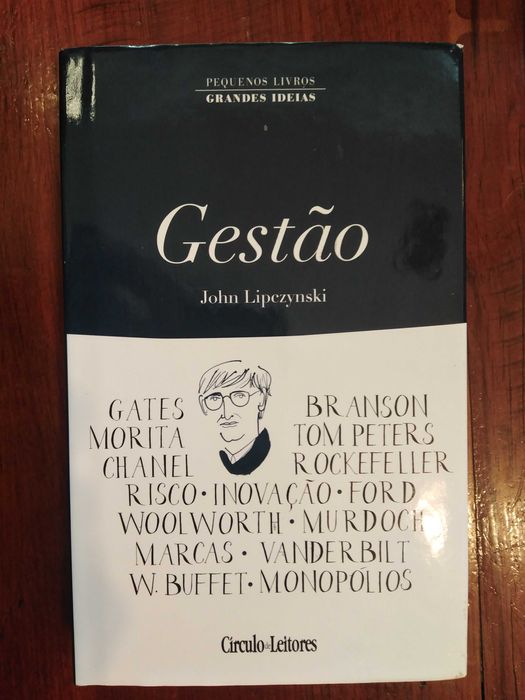 PEQUENOS LIVROS
GRANDES IDEIAS
Gestão
John Lipczynski
GATES BRANSON
MORITA TOM PETERS
CHANEL ROCKEFELLER
RISCO · INOVAÇÃO · FORD
WOOLWORTH · MURDOCH
MARCAS · VANDERBILT
W. BUFFET · MONOPÓLIOS
Círculo de Leitores